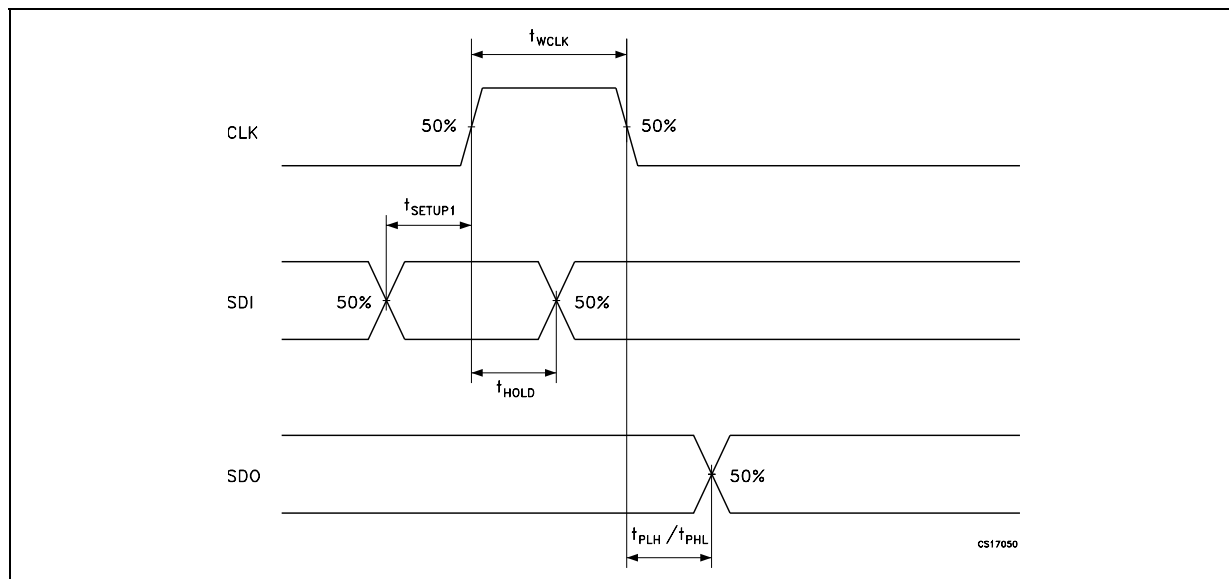 tWCLK
CLK
50%
50%
tSETUP1
SDI
50%
50%
tHOLD
SDO
50%
tPLH /tPHL
CS17050